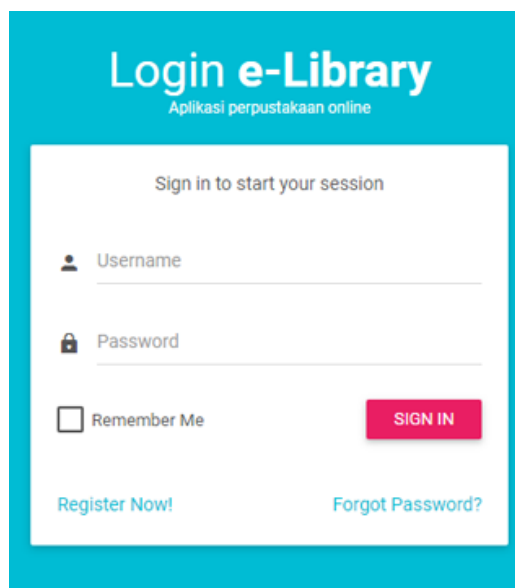 Login e-Library
Aplikasi perpustakaan online
Sign in to start your session
Username
Password
Remember Me
SIGN IN
Register Now!
Forgot Password?